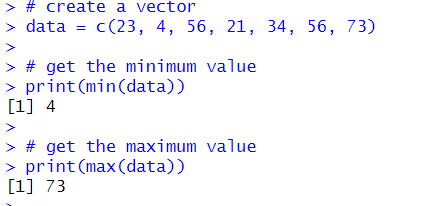 > # create a vector
> data = c(23, 4, 56, 21, 34, 56, 73)
>
> # get the minimum value
> print(min(data))
[1] 4
>
> # get the maximum value
> print(max(data))
[1] 73
>